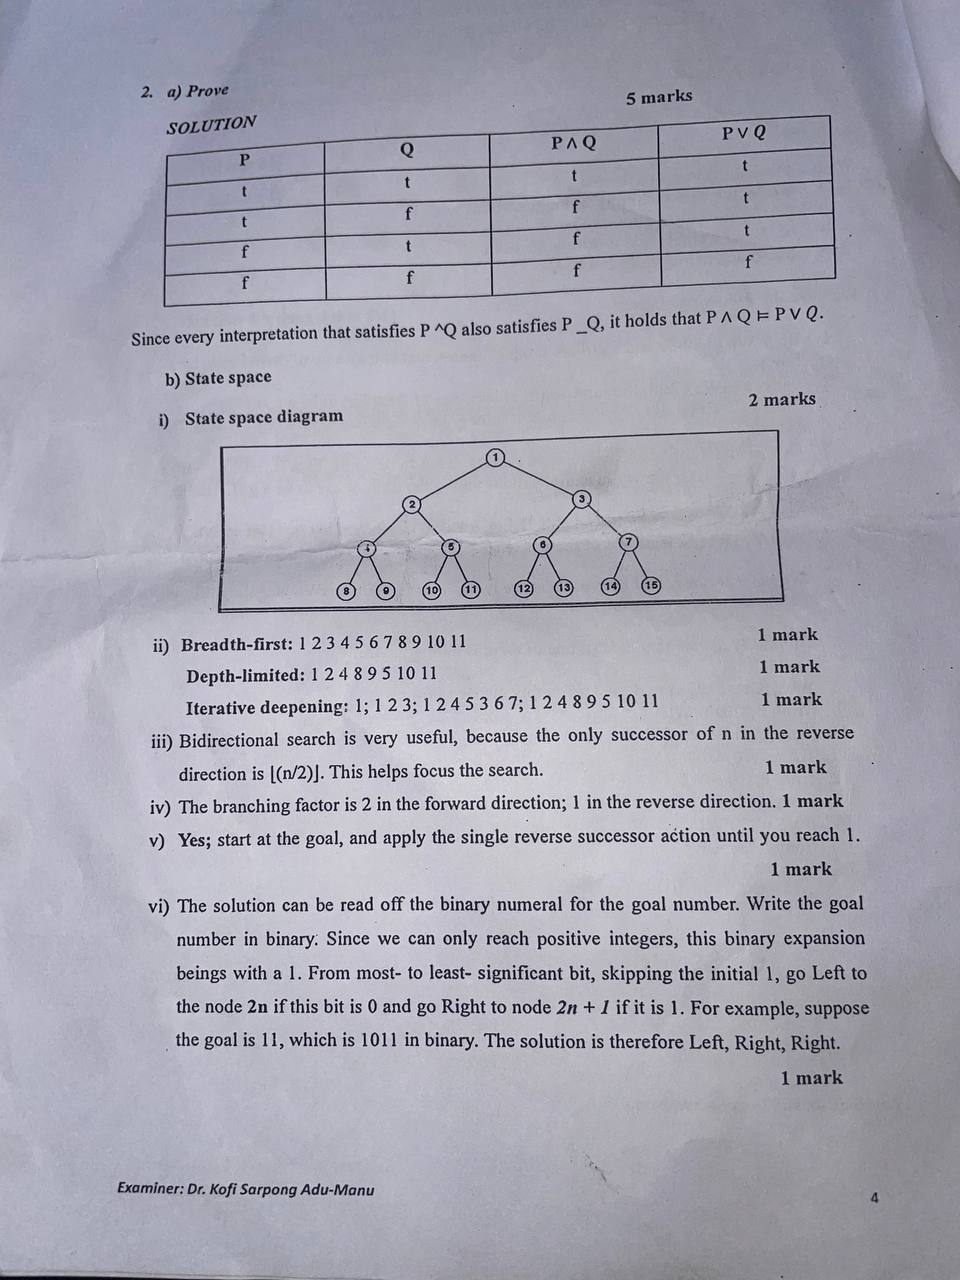 2. a) Prove
5 marks
SOLUTION
P Q P ∧ Q P ∨ Q
t t t t
t f f t
f t f t
f f f f
Since every interpretation that satisfies P ^Q also satisfies P _Q, it holds that P ∧ Q ⊨ P ∨ Q.
b) State space
i) State space diagram 2 marks
1
2 3
4 5 6 7
8 9 10 11 12 13 14 15
ii) Breadth-first: 1 2 3 4 5 6 7 8 9 10 11 1 mark
Depth-limited: 1 2 4 8 9 5 10 11 1 mark
Iterative deepening: 1; 1 2 3; 1 2 4 5 3 6 7; 1 2 4 8 9 5 10 11 1 mark
iii) Bidirectional search is very useful, because the only successor of n in the reverse
direction is ⌊(n/2)⌋. This helps focus the search. 1 mark
iv) The branching factor is 2 in the forward direction; 1 in the reverse direction. 1 mark
v) Yes; start at the goal, and apply the single reverse successor action until you reach 1.
1 mark
vi) The solution can be read off the binary numeral for the goal number. Write the goal
number in binary. Since we can only reach positive integers, this binary expansion
beings with a 1. From most- to least- significant bit, skipping the initial 1, go Left to
the node 2n if this bit is 0 and go Right to node 2n + 1 if it is 1. For example, suppose
the goal is 11, which is 1011 in binary. The solution is therefore Left, Right, Right.
1 mark
Examiner: Dr. Kofi Sarpong Adu-Manu
4